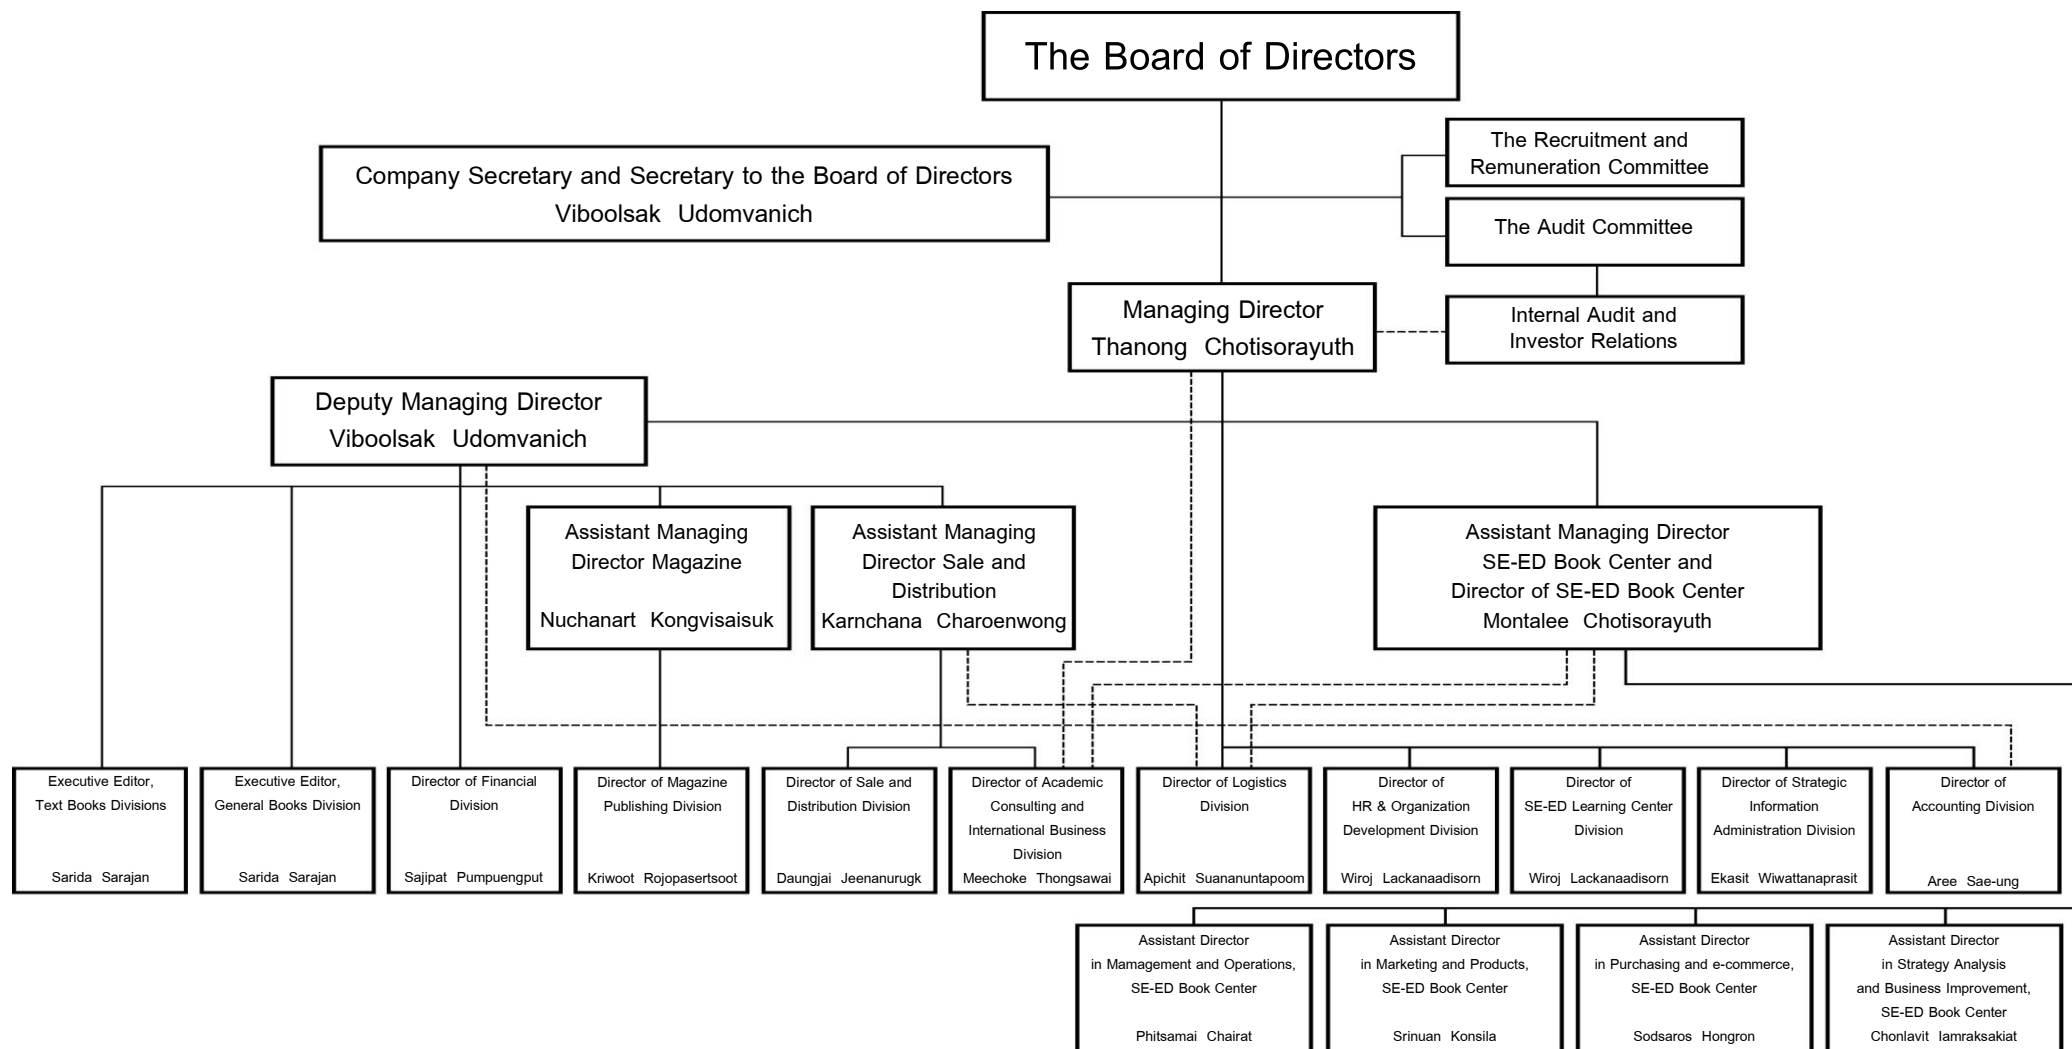 The Board of Directors
Company Secretary and Secretary to the Board of Directors
Viboolsak Udomvanich
The Recruitment and
Remuneration Committee
The Audit Committee
Managing Director
Thanong Chotisorayuth
Internal Audit and
Investor Relations
Deputy Managing Director
Viboolsak Udomvanich
Assistant Managing
Director Magazine
Nuchanart Kongvisaisuk
Assistant Managing
Director Sale and
Distribution
Karnchana Charoenwong
Assistant Managing Director
SE-ED Book Center and
Director of SE-ED Book Center
Montalee Chotisorayuth
Executive Editor,
Text Books Divisions
Sarida Sarajan
Executive Editor,
General Books Division
Sarida Sarajan
Director of Financial
Division
Sajipat Pumpuengput
Director of Magazine
Publishing Division
Kriwoot Rojopasertsoot
Director of Sale and
Distribution Division
Daungjai Jeenanurugk
Director of Academic
Consulting and
International Business
Division
Meechoke Thongsawai
Director of Logistics
Division
Apichit Suananuntapoom
Director of
HR & Organization
Development Division
Wiroj Lackanaadisorn
Director of
SE-ED Learning Center
Division
Wiroj Lackanaadisorn
Director of Strategic
Information
Administration Division
Ekasit Wiwattanaprasit
Director of
Accounting Division
Aree Sae-ung
Assistant Director
in Mamagement and Operations,
SE-ED Book Center
Phitsamai Chairat
Assistant Director
in Marketing and Products,
SE-ED Book Center
Srinuan Konsila
Assistant Director
in Purchasing and e-commerce,
SE-ED Book Center
Sodsaros Hongron
Assistant Director
in Strategy Analysis
and Business Improvement,
SE-ED Book Center
Chonlavit Iamraksakiat